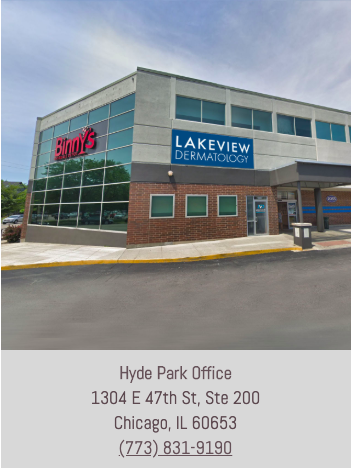 Binny's
LAKEVIEW
DERMATOLOGY
Hyde Park Office
1304 E 47th St, Ste 200
Chicago, IL 60653
(773) 831-9190